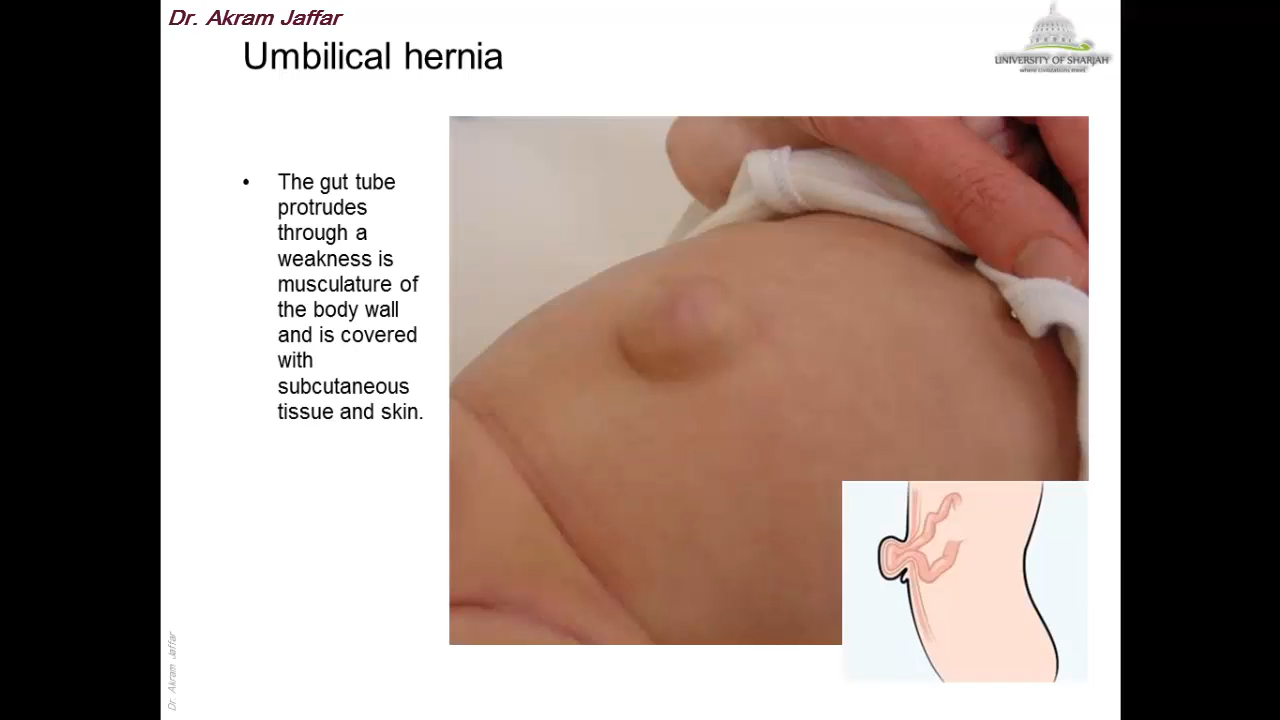 Dr. Akram Jaffar
Umbilical hernia
UNIVERSITY OF SHARJAH
where civilizations meet
• The gut tube
protrudes
through a
weakness is
musculature of
the body wall
and is covered
with
subcutaneous
tissue and skin.
Dr. Akram Jaffar